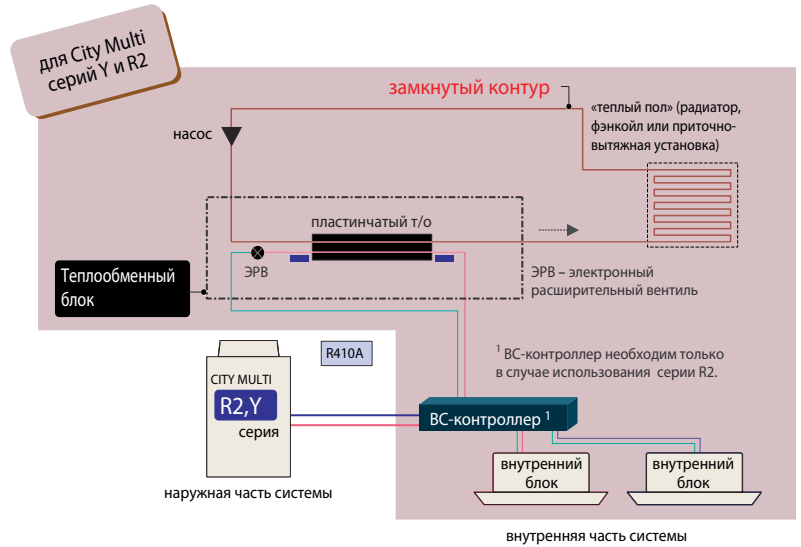 для City Multi
серий Y и R2
замкнутый контур
«теплый пол» (радиатор,
фэнкойл или приточно-
вытяжная установка)
насос
пластинчатый т/о
ЭРВ
Теплообменный
блок
ЭРВ – электронный
расширительный вентиль
R410A
1 ВС-контроллер необходим только
в случае использования серии R2.
CITY MULTI
R2,Y
серия
ВС-контроллер 1
внутренний
блок
внутренний
блок
наружная часть системы
внутренняя часть системы